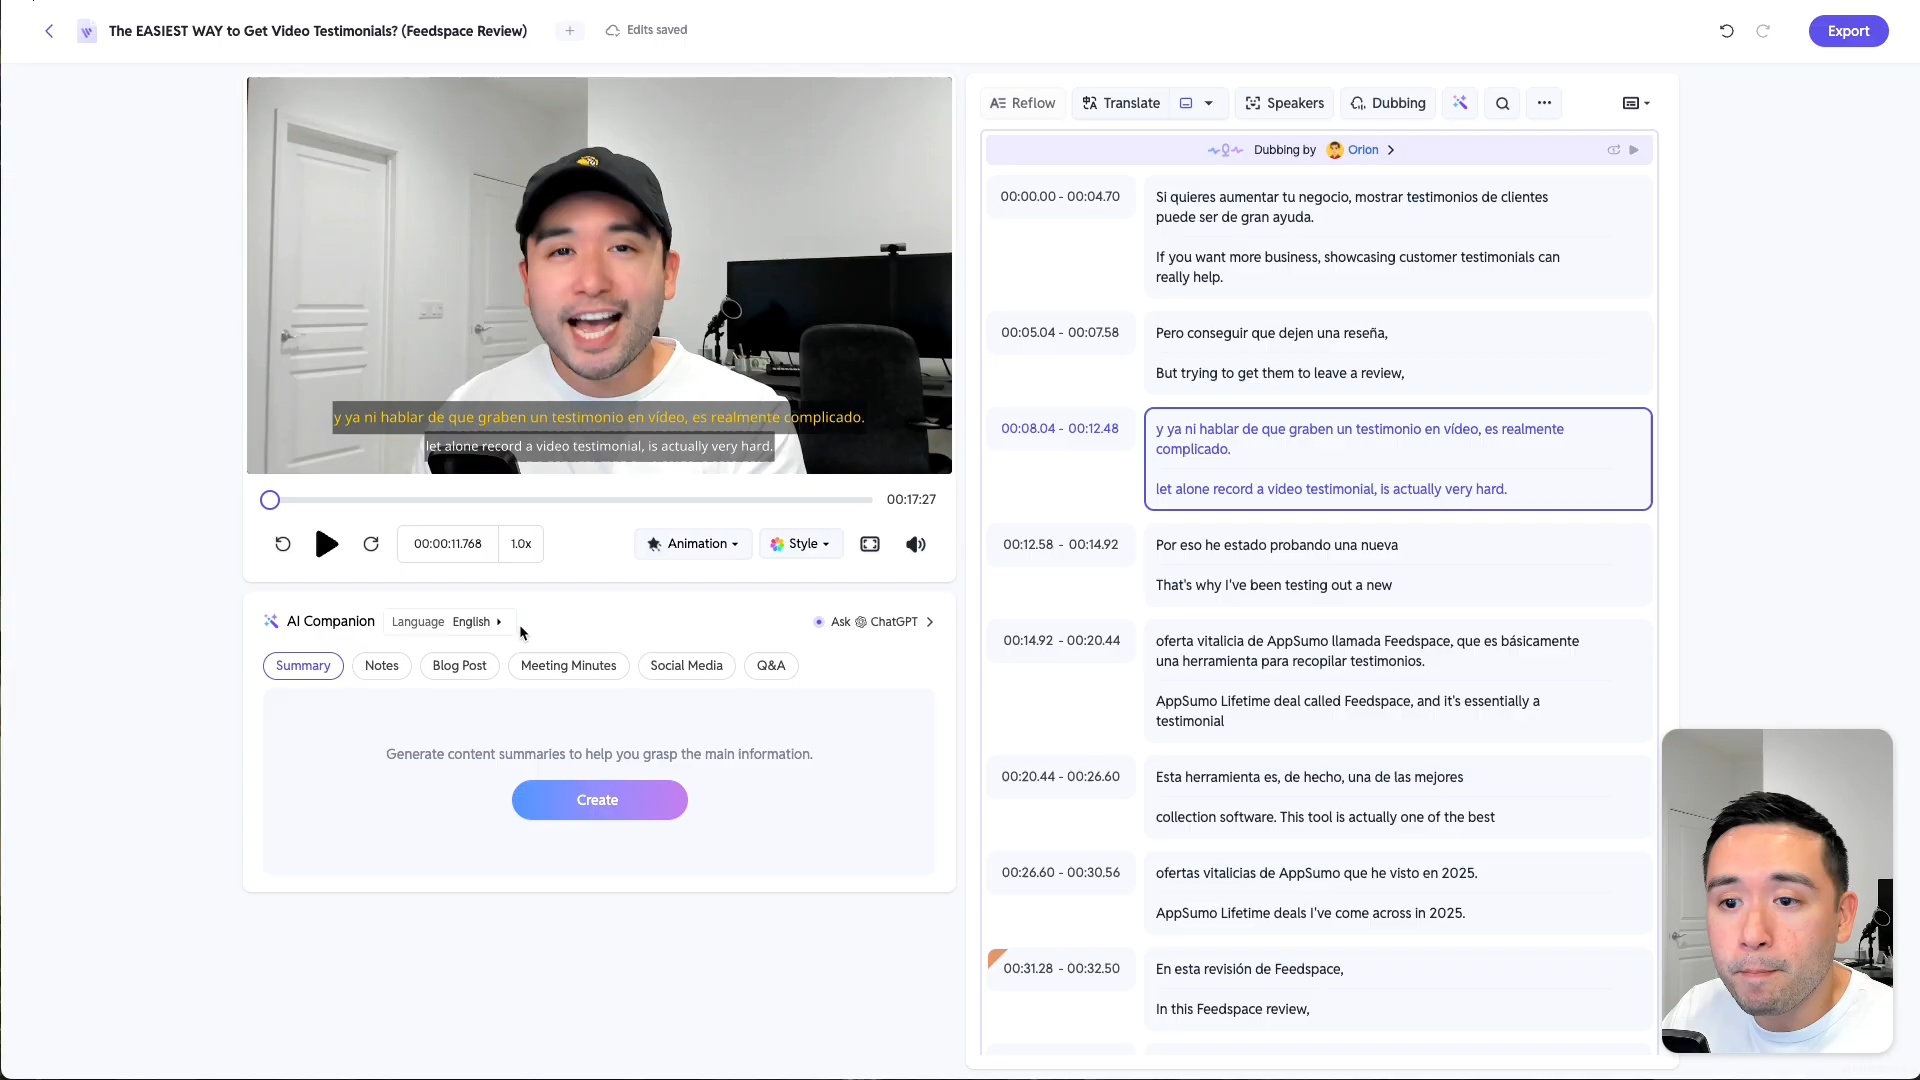 The EASIEST WAY to Get Video Testimonials? (Feedspace Review)
+
Edits saved
Export
y ya ni hablar de que graben un testimonio en vídeo, es realmente complicado.
let alone record a video testimonial, is actually very hard.
00:17:27
00:00:11.768
1.0x
Animation
Style
AI Companion
Language English
Ask ChatGPT
Summary
Notes
Blog Post
Meeting Minutes
Social Media
Q&A
Generate content summaries to help you grasp the main information.
Create
Reflow
Translate
Speakers
Dubbing
Dubbing by Orion
00:00.00 - 00:04.70
Si quieres aumentar tu negocio, mostrar testimonios de clientes
puede ser de gran ayuda.
If you want more business, showcasing customer testimonials can
really help.
00:05.04 - 00:07.58
Pero conseguir que dejen una reseña,
But trying to get them to leave a review,
00:08.04 - 00:12.48
y ya ni hablar de que graben un testimonio en vídeo, es realmente
complicado.
let alone record a video testimonial, is actually very hard.
00:12.58 - 00:14.92
Por eso he estado probando una nueva
That's why I've been testing out a new
00:14.92 - 00:20.44
oferta vitalicia de AppSumo llamada Feedspace, que es básicamente
una herramienta para recopilar testimonios.
AppSumo Lifetime deal called Feedspace, and it's essentially a
testimonial
00:20.44 - 00:26.60
Esta herramienta es, de hecho, una de las mejores
collection software. This tool is actually one of the best
00:26.60 - 00:30.56
ofertas vitalicias de AppSumo que he visto en 2025.
AppSumo Lifetime deals I've come across in 2025.
00:31.28 - 00:32.50
En esta revisión de Feedspace,
In this Feedspace review,